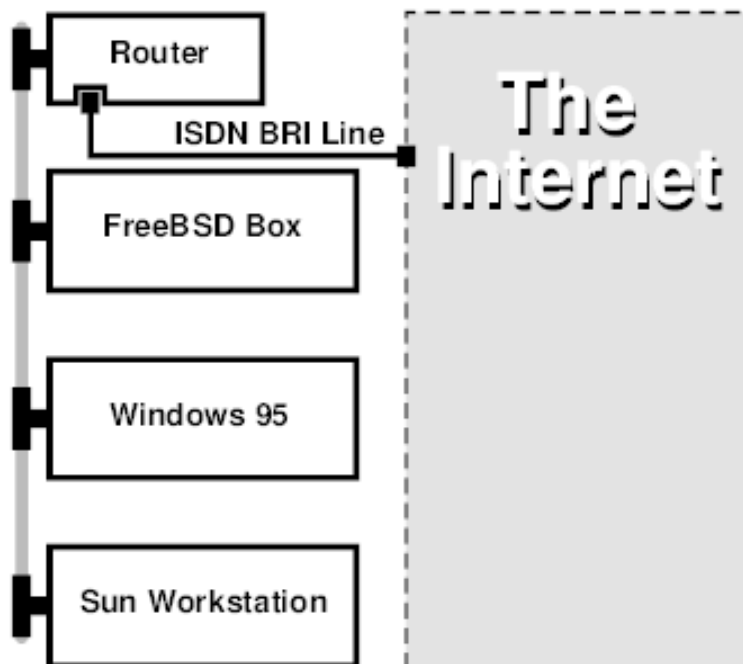 Router
ISDN BRI Line
The
Internet
FreeBSD Box
Windows 95
Sun Workstation